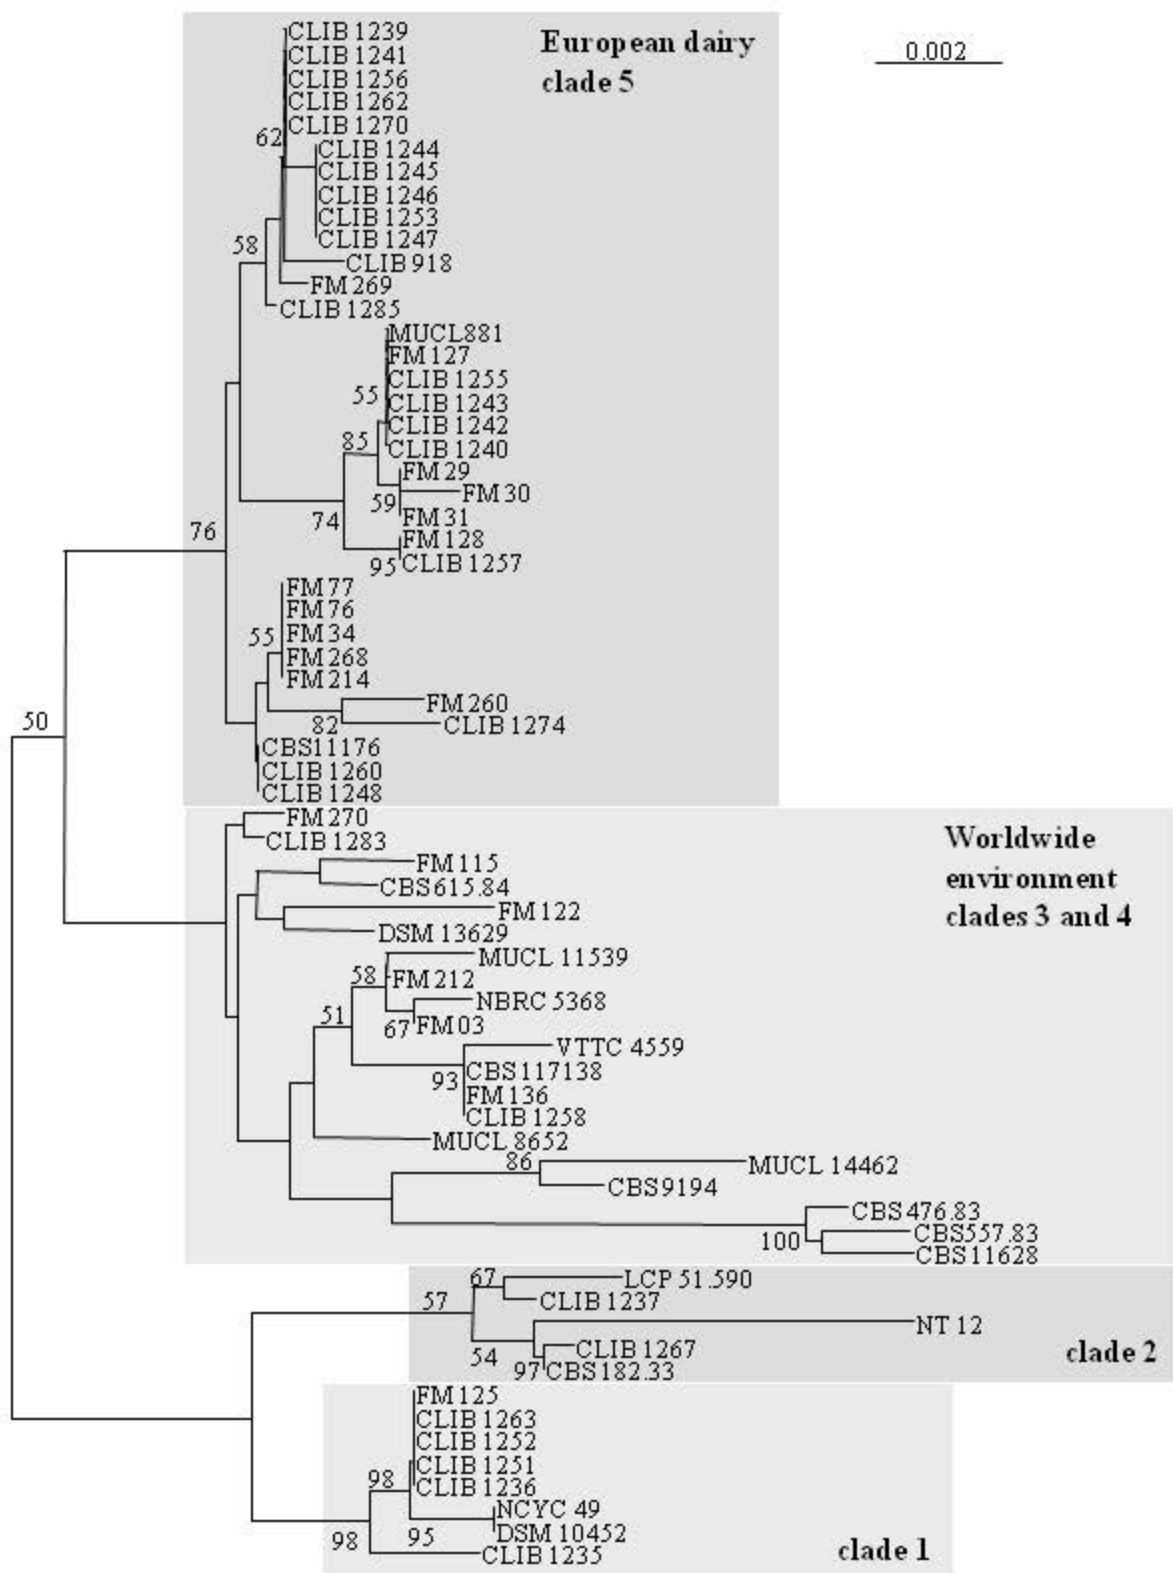 CLIB 1239
European dairy
clade 5
0.002
CLIB 1241
CLIB 1256
CLIB 1262
CLIB 1270
62
CLIB 1244
CLIB 1245
CLIB 1246
CLIB 1253
CLIB 1247
58
CLIB 918
FM 269
CLIB 1285
MUCL881
FM 127
CLIB 1255
55
CLIB 1243
CLIB 1242
85
CLIB 1240
FM 29
FM 30
59
FM 31
74
FM 128
76
CLIB 1257
95
FM 77
FM 76
FM 34
55
FM 268
FM 214
FM 260
50
82
CLIB 1274
CBS11176
CLIB 1260
CLIB 1248
FM 270
CLIB 1283
Worldwide
environment
clades 3 and 4
FM 115
CBS 615.84
FM 122
DSM 13629
MUCL 11539
58
FM 212
NBRC 5368
51
67
FM 03
VTTC 4559
CBS117138
93
FM 136
CLIB 1258
MUCL 8652
86
MUCL 14462
CBS9194
CBS 476.83
CBS557.83
100
CBS11628
67
LCP 51.590
57
CLIB 1237
NT 12
54
CLIB 1267
clade 2
97
CBS 182.33
FM 125
CLIB 1263
CLIB 1252
CLIB 1251
98
CLIB 1236
NCYC 49
98
95
DSM 10452
CLIB 1235
clade 1